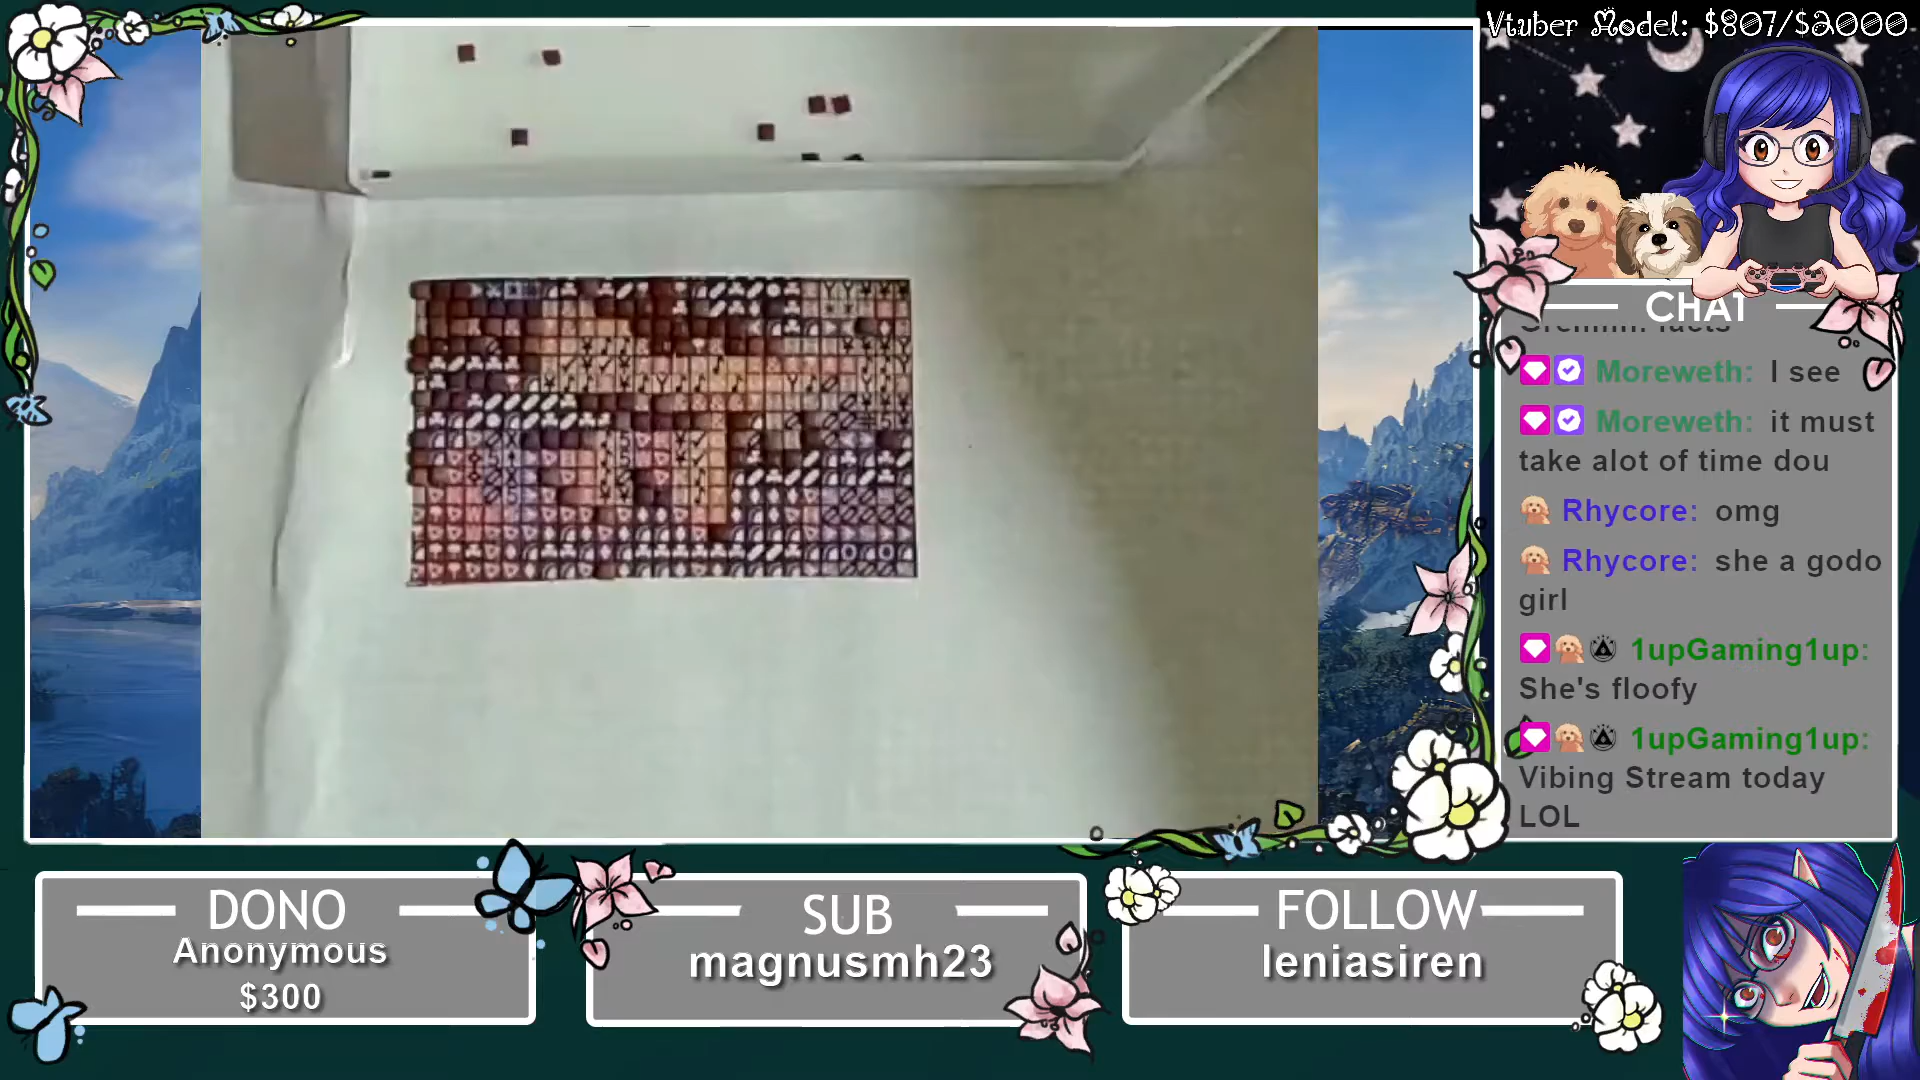 Vtuber Model: $807/$2000
CHAT
Moreweth: I see
Moreweth: it must
take alot of time dou
Rhycore: omg
Rhycore: she a godo
girl
1upGaming1up:
She's floofy
1upGaming1up:
Vibing Stream today
LOL
DONO
Anonymous
$300
SUB
magnusmh23
FOLLOW
leniasiren